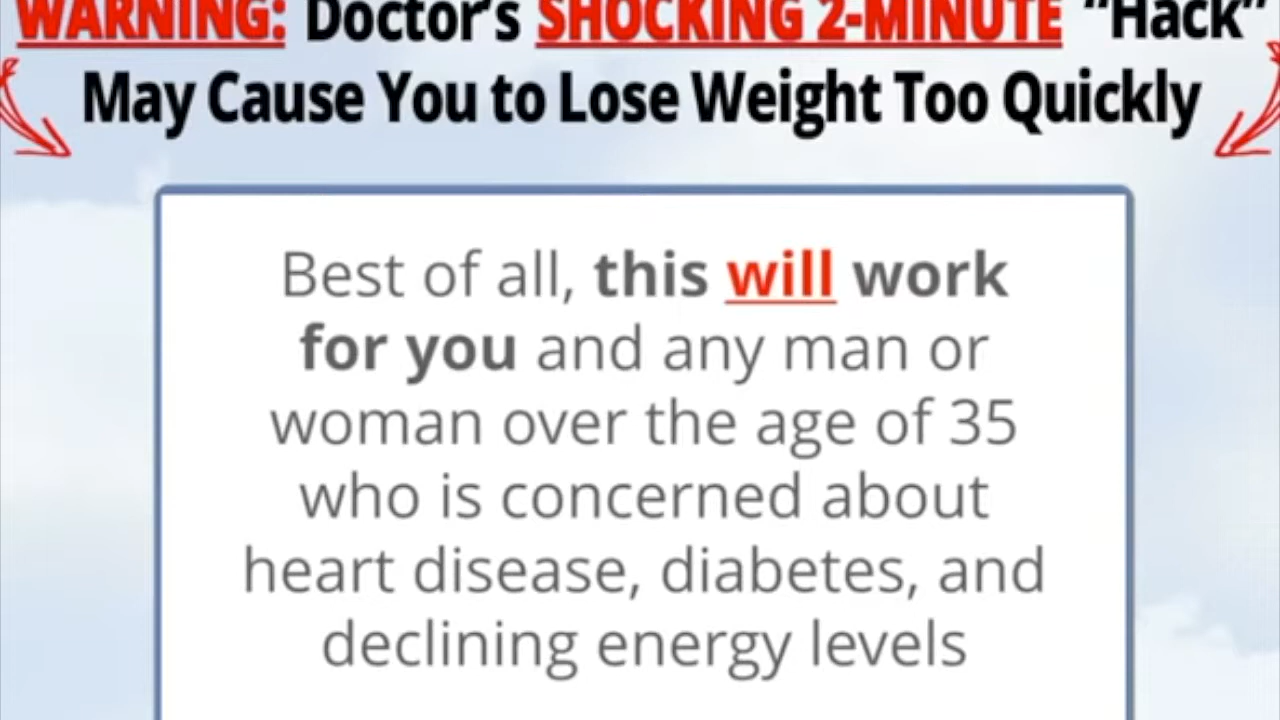 WARNING: Doctor's SHOCKING 2-MINUTE “Hack”
May Cause You to Lose Weight Too Quickly
Best of all, this will work
for you and any man or
woman over the age of 35
who is concerned about
heart disease, diabetes, and
declining energy levels